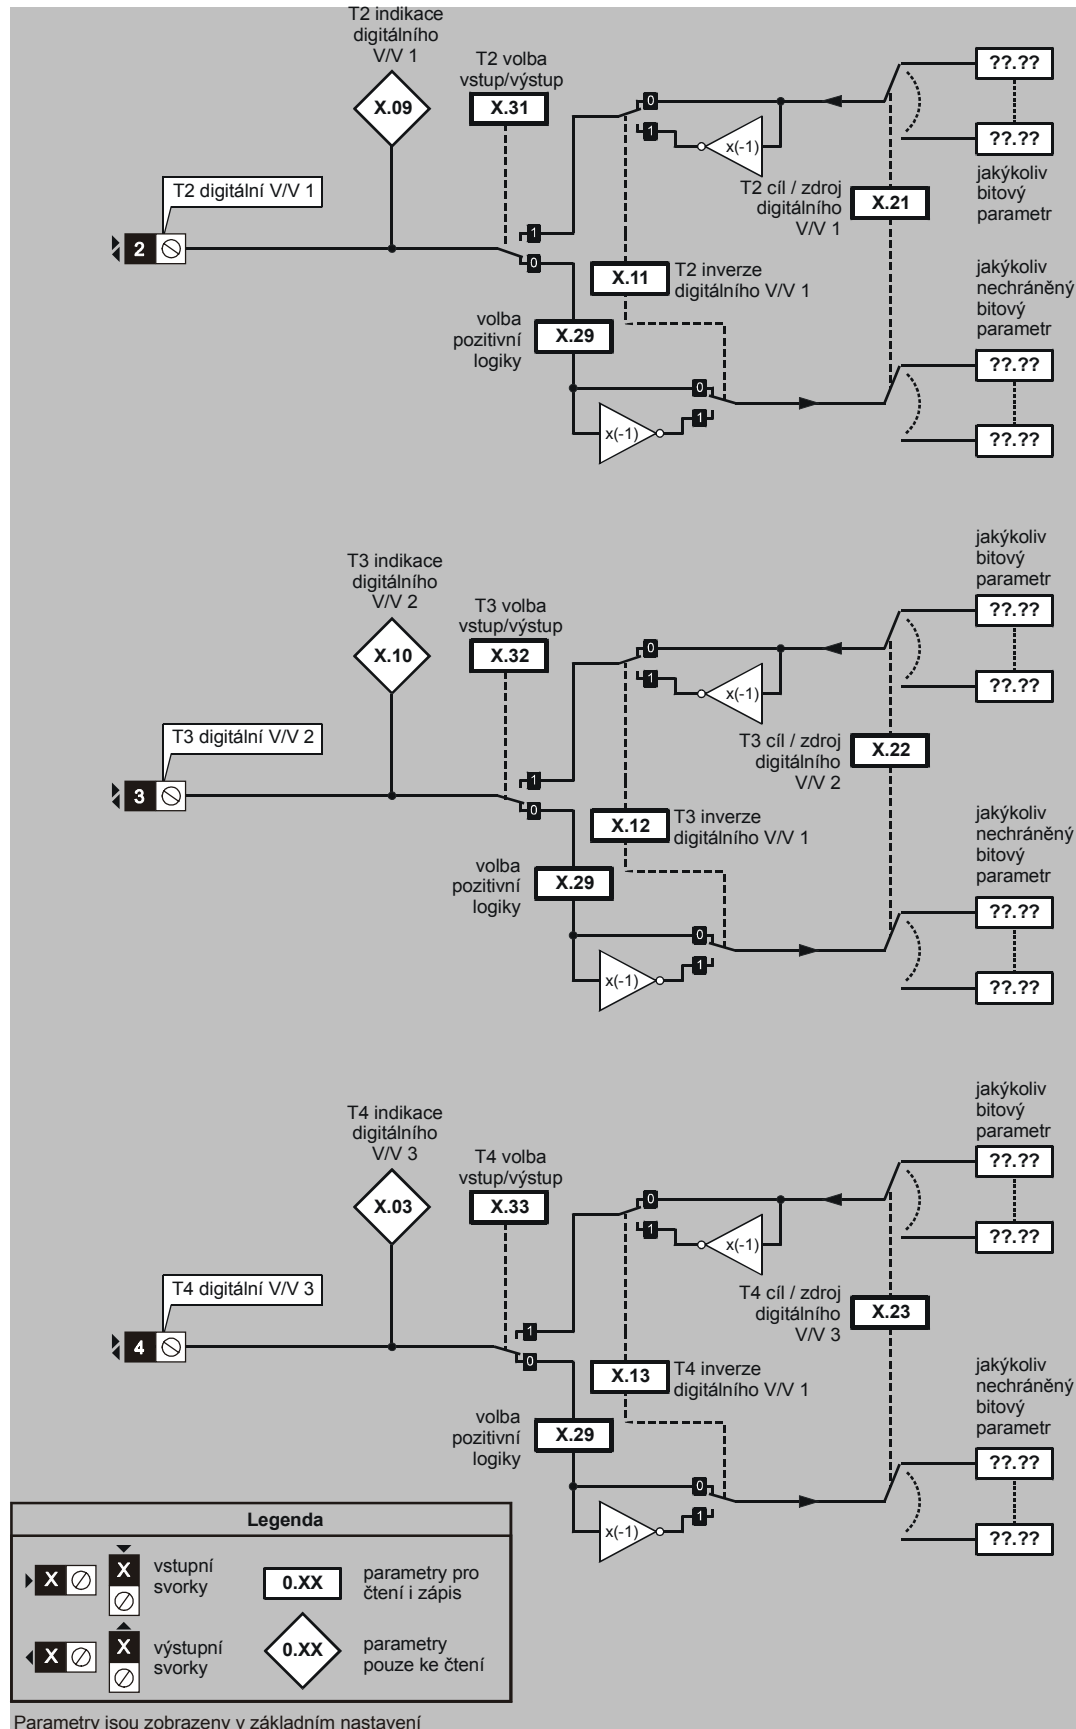 T2 indikace
digitálního
V/V 1
X.09
T2 volba
vstup/výstup
X.31
0
1
x(-1)
??.??
??.??
jakýkoliv
bitový
parametr
T2 digitální V/V 1
2
1
0
T2 cíl / zdroj
digitálního
V/V 1
X.21
X.11
T2 inverze
digitálního V/V 1
jakýkoliv
nechráněný
bitový
parametr
volba
pozitivní
logiky
X.29
0
1
x(-1)
??.??
??.??
T3 indikace
digitálního
V/V 2
X.10
T3 volba
vstup/výstup
X.32
0
1
x(-1)
jakýkoliv
bitový
parametr
??.??
??.??
T3 digitální V/V 2
3
1
0
T3 cíl / zdroj
digitálního
V/V 2
X.22
X.12
T3 inverze
digitálního V/V 1
jakýkoliv
nechráněný
bitový
parametr
volba
pozitivní
logiky
X.29
0
1
x(-1)
??.??
??.??
T4 indikace
digitálního
V/V 3
X.03
T4 volba
vstup/výstup
X.33
0
1
x(-1)
jakýkoliv
bitový
parametr
??.??
??.??
T4 digitální V/V 3
4
1
0
T4 cíl / zdroj
digitálního
V/V 3
X.23
X.13
T4 inverze
digitálního V/V 1
jakýkoliv
nechráněný
bitový
parametr
volba
pozitivní
logiky
X.29
0
1
x(-1)
??.??
??.??
Legenda
X
X
vstupní
svorky
0.XX
parametry pro
čtení i zápis
X
X
výstupní
svorky
0.XX
parametry
pouze ke čtení
Parametry jsou zobrazeny v základním nastavení